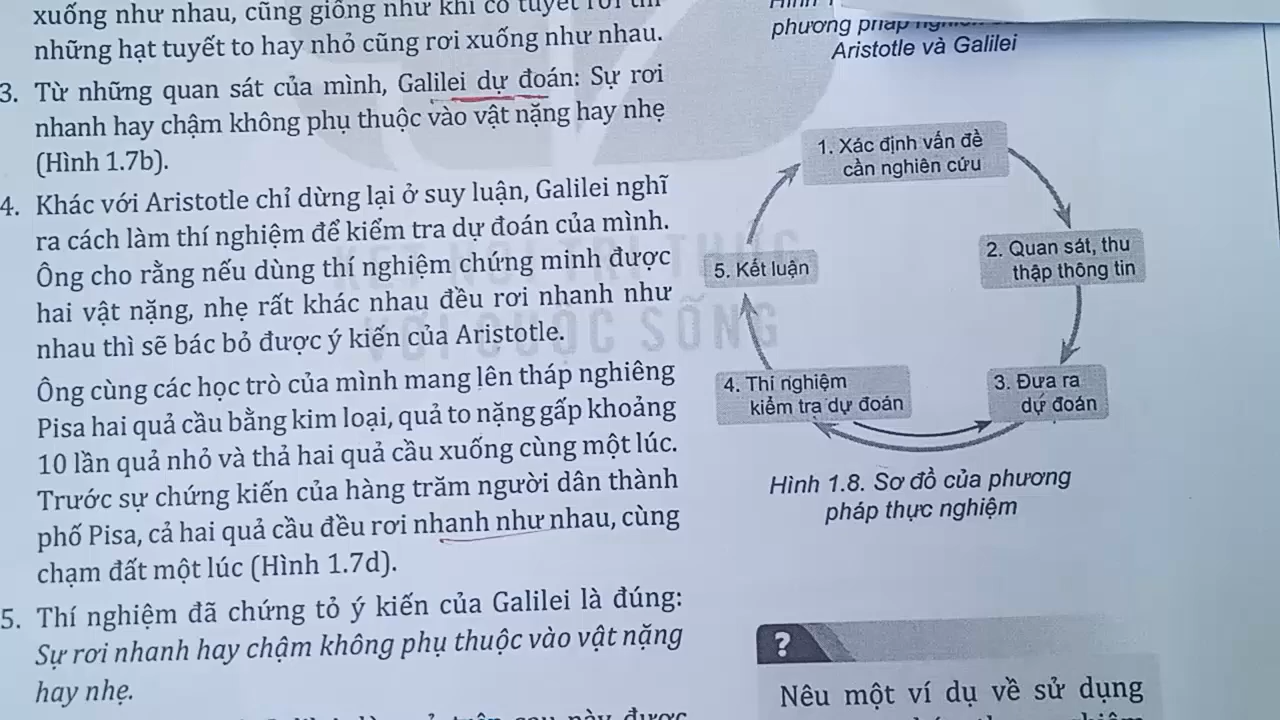 xuống như nhau, cũng giống như khi có tuyết rơi thì
những hạt tuyết to hay nhỏ cũng rơi xuống như nhau.
3. Từ những quan sát của mình, Galilei dự đoán: Sự rơi
nhanh hay chậm không phụ thuộc vào vật nặng hay nhẹ
(Hình 1.7b).
4. Khác với Aristotle chỉ dừng lại ở suy luận, Galilei nghĩ
ra cách làm thí nghiệm để kiểm tra dự đoán của mình.
Ông cho rằng nếu dùng thí nghiệm chứng minh được
hai vật nặng, nhẹ rất khác nhau đều rơi nhanh như
nhau thì sẽ bác bỏ được ý kiến của Aristotle.
Ông cùng các học trò của mình mang lên tháp nghiêng
Pisa hai quả cầu bằng kim loại, quả to nặng gấp khoảng
10 lần quả nhỏ và thả hai quả cầu xuống cùng một lúc.
Trước sự chứng kiến của hàng trăm người dân thành
phố Pisa, cả hai quả cầu đều rơi nhanh như nhau, cùng
chạm đất một lúc (Hình 1.7d).
5. Thí nghiệm đã chứng tỏ ý kiến của Galilei là đúng:
Sự rơi nhanh hay chậm không phụ thuộc vào vật nặng
hay nhẹ.
này được
phương pháp
Aristotle và Galilei
1. Xác định vấn đề
cần nghiên cứu
2. Quan sát, thu
thập thông tin
3. Đưa ra
dự đoán
4. Thí nghiệm
kiểm tra dự đoán
5. Kết luận
Hình 1.8. Sơ đồ của phương
pháp thực nghiệm
KẾT NỐI TRI THỨC
VỚI CUỘC SỐNG
?
Nêu một ví dụ về sử dụng